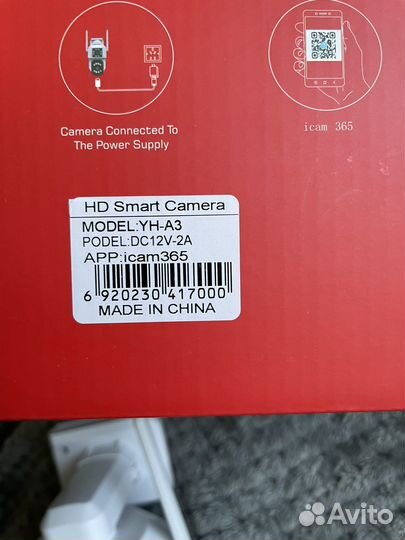 Camera Connected To
The Power Supply
icam 365
HD Smart Camera
MODEL:YH-A3
PODEL:DC12V-2A
APP:icam365
6 920230 417000
MADE IN CHINA
Avito